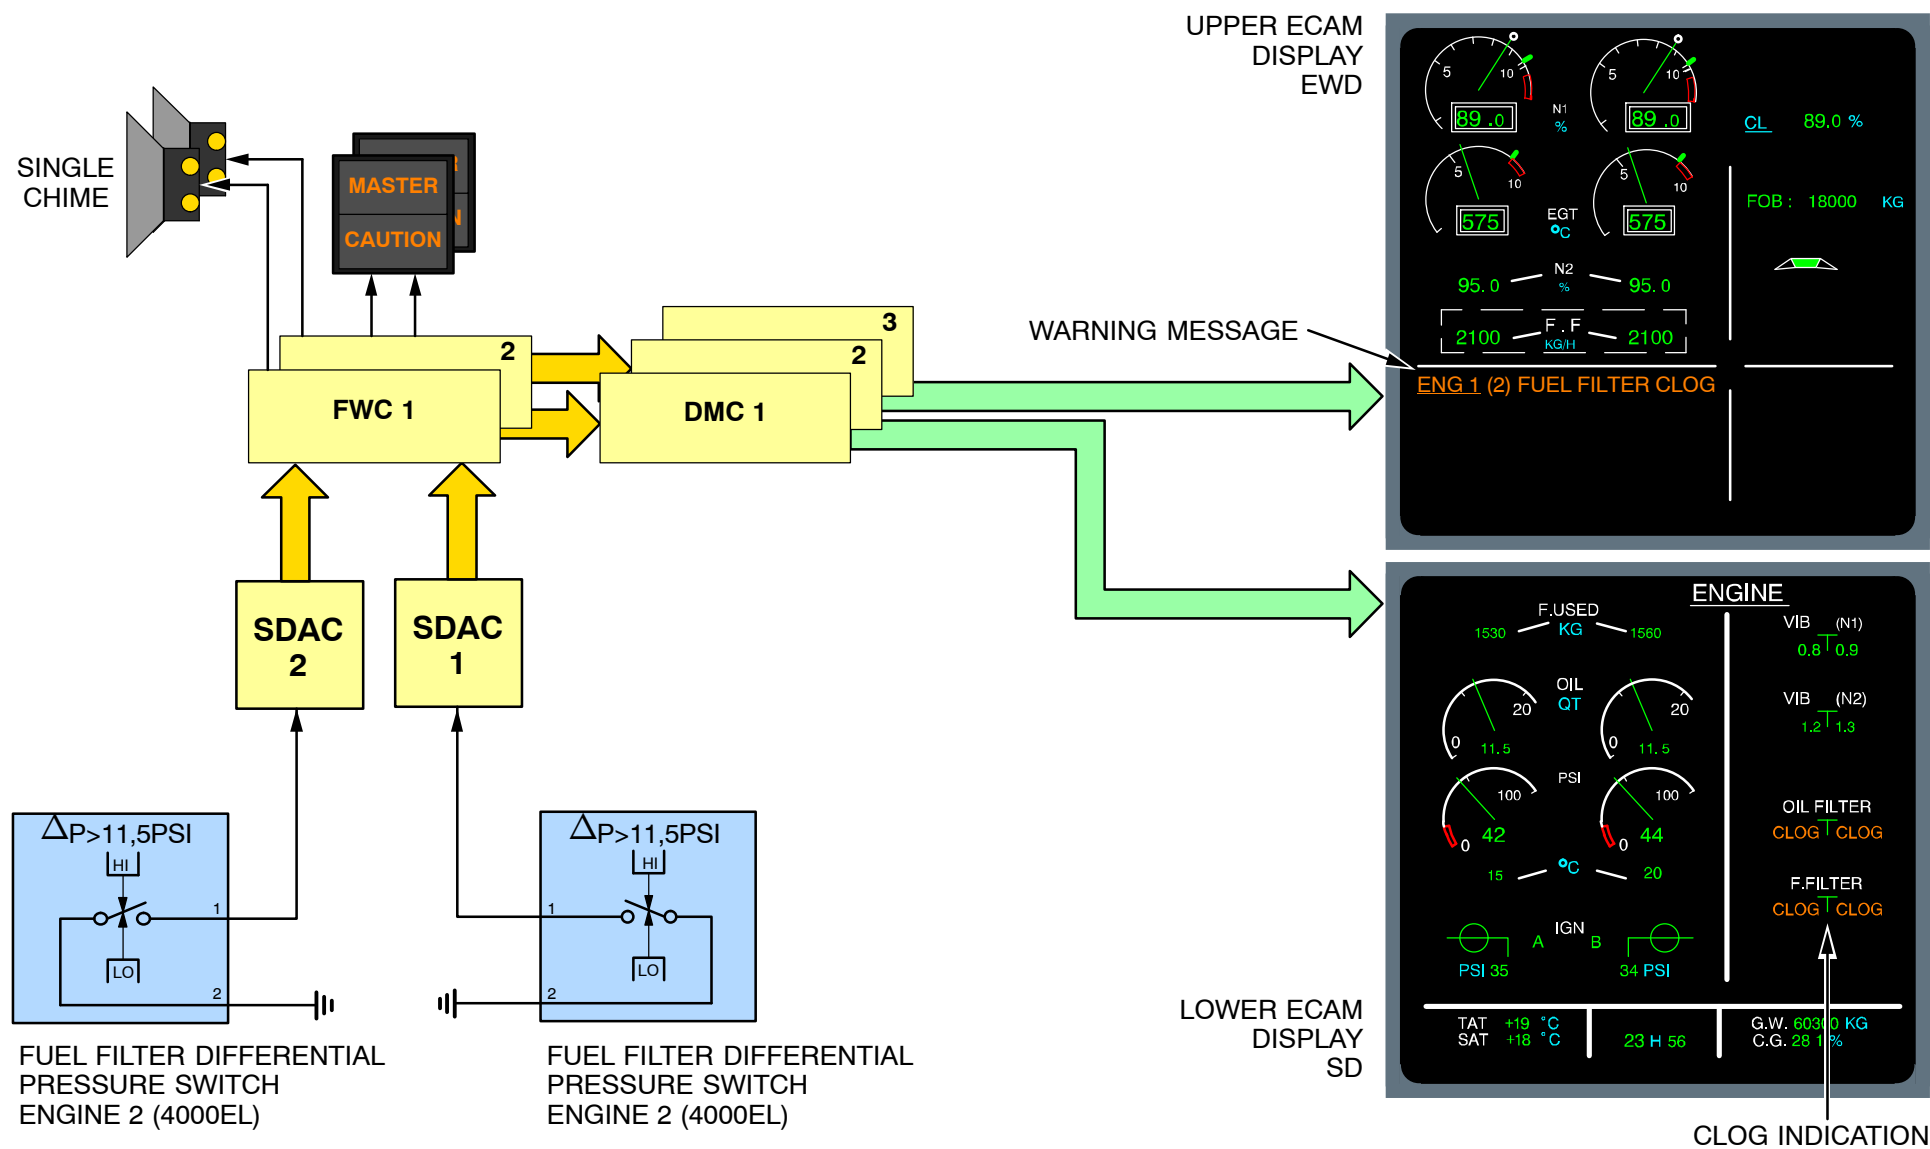 UPPER ECAM
DISPLAY
EWD
SINGLE
CHIME
MASTER
CAUTION
R
N
2
FWC 1
3
2
DMC 1
WARNING MESSAGE
SDAC
2
SDAC
1
ΔP>11,5PSI
HI
LO
1
2
FUEL FILTER DIFFERENTIAL
PRESSURE SWITCH
ENGINE 2 (4000EL)
ΔP>11,5PSI
HI
LO
1
2
FUEL FILTER DIFFERENTIAL
PRESSURE SWITCH
ENGINE 2 (4000EL)
5 10 5 10
89 .0 N1 % 89 .0
CL 89.0 %
5 10 5 10
575 EGT °C 575
FOB : 18000 KG
95. 0 N2 % 95. 0
2100 F . F KG/H 2100
ENG 1 (2) FUEL FILTER CLOG
ENGINE
F.USED
1530 KG 1560
VIB (N1)
0.8 0.9
OIL
QT
0 20 11. 5
0 20 11. 5
VIB (N2)
1.2 1.3
PSI
0 100 42
0 100 44
OIL FILTER
CLOG CLOG
15 °C 20
F.FILTER
CLOG CLOG
IGN
A B
PSI 35
34 PSI
TAT +19 °C
SAT +18 °C
23 H 56
G.W. 60300 KG
C.G. 28 1 %
LOWER ECAM
DISPLAY
SD
CLOG INDICATION